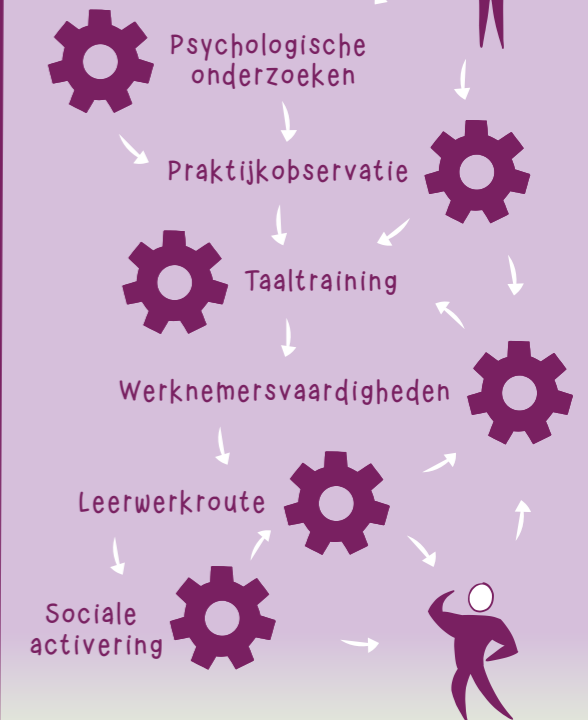 Psychologische
onderzoeken
Praktijkobservatie
Taaltraining
Werknemersvaardigheden
Leerwerkroute
Sociale
activering